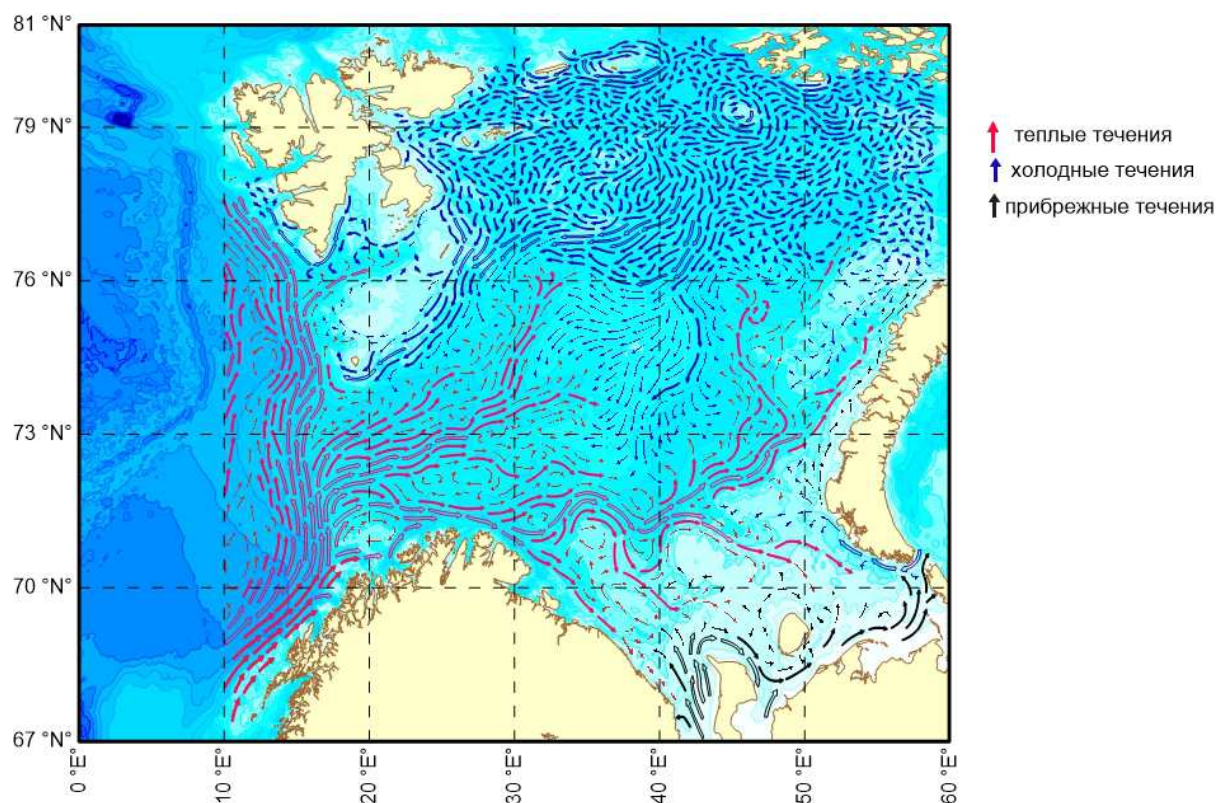 81 °N
79 °N
76 °N
73 °N
70 °N
67 °N
0 °E
10 °E
20 °E
30 °E
40 °E
50 °E
60 °E
теплые течения
холодные течения
прибрежные течения